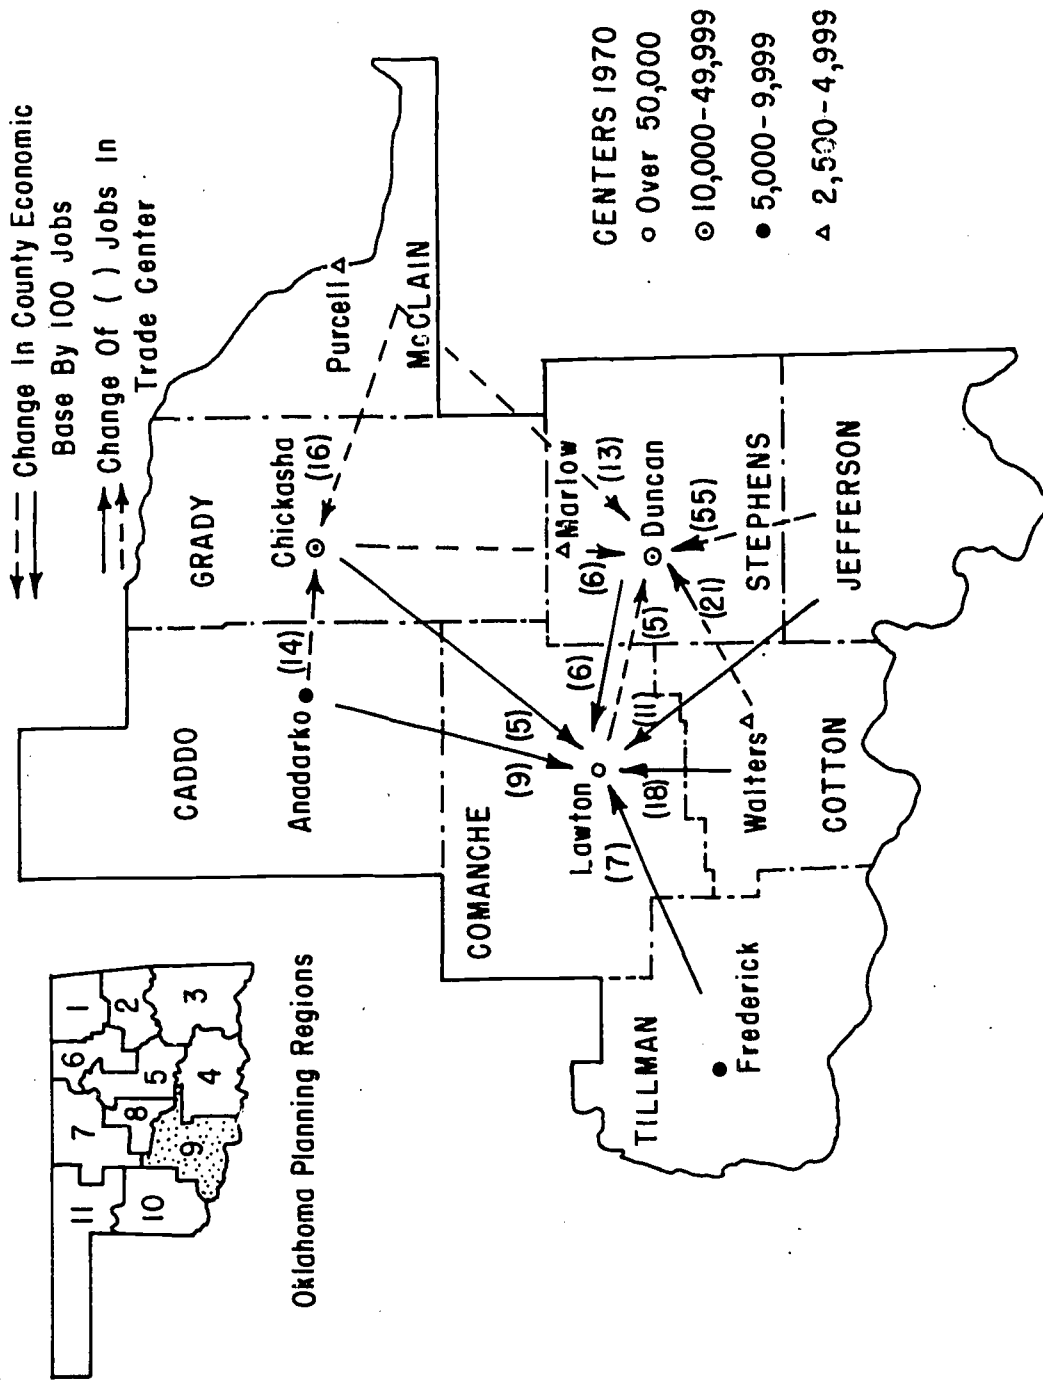 Change In County Economic
Base By 100 Jobs
Change Of ( ) Jobs In
Trade Center
CENTERS 1970
Over 50,000
10,000-49,999
5,000-9,999
2,500-4,999
Oklahoma Planning Regions
1
2
3
4
5
6
7
8
9
10
11
CADDO
Anadarko
(14)
GRADY
Chickasha
(16)
Purcell
McCLAIN
COMANCHE
(9)
(5)
Lawton
(7)
(18)
(11)
(6)
(5)
Marlow
(6)
(13)
Duncan
(55)
(21)
STEPHENS
JEFFERSON
Walters
COTTON
TILLMAN
Frederick